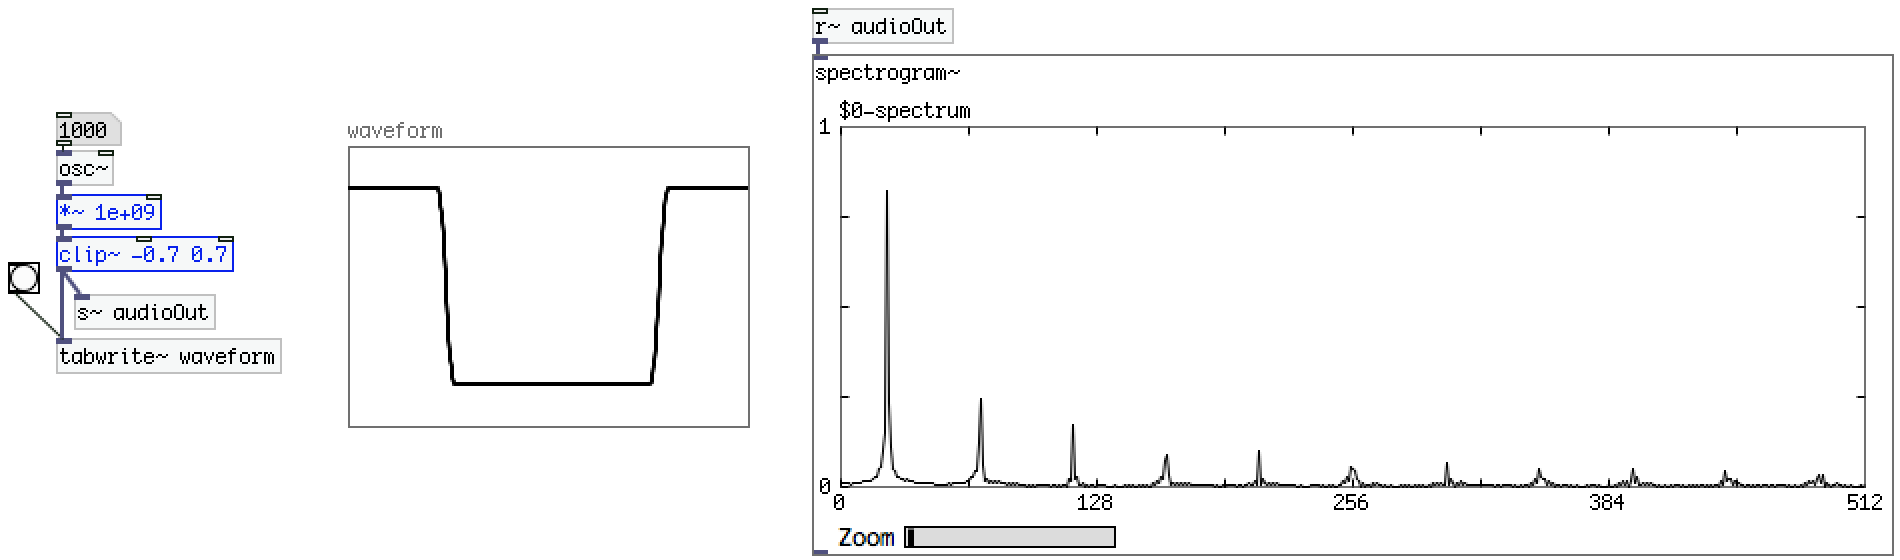 1000
osc~
*~ 1e+09
clip~ -0.7 0.7
s~ audioOut
tabwrite~ waveform
waveform
r~ audioOut
spectrogram~
$0-spectrum
1
0
0 128 256 384 512
Zoom